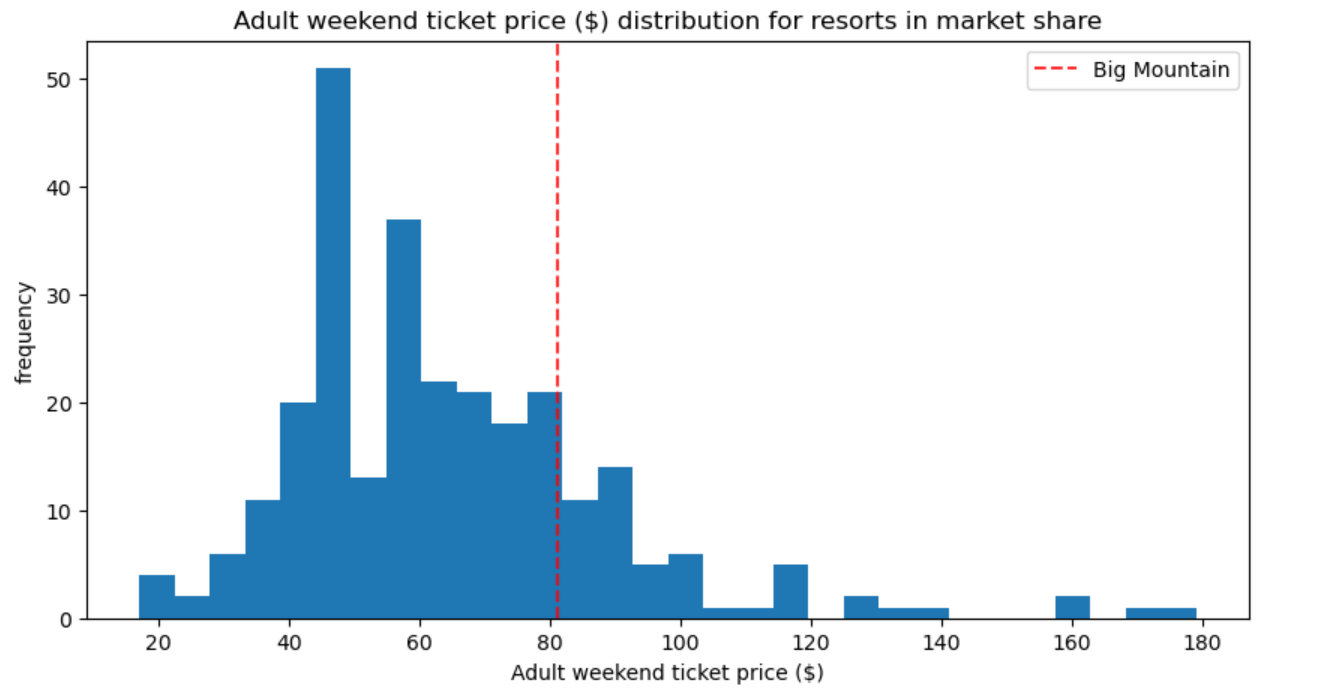 Adult weekend ticket price ($) distribution for resorts in market share
Big Mountain
50
40
30
20
10
0
frequency
20 40 60 80 100 120 140 160 180
Adult weekend ticket price ($)